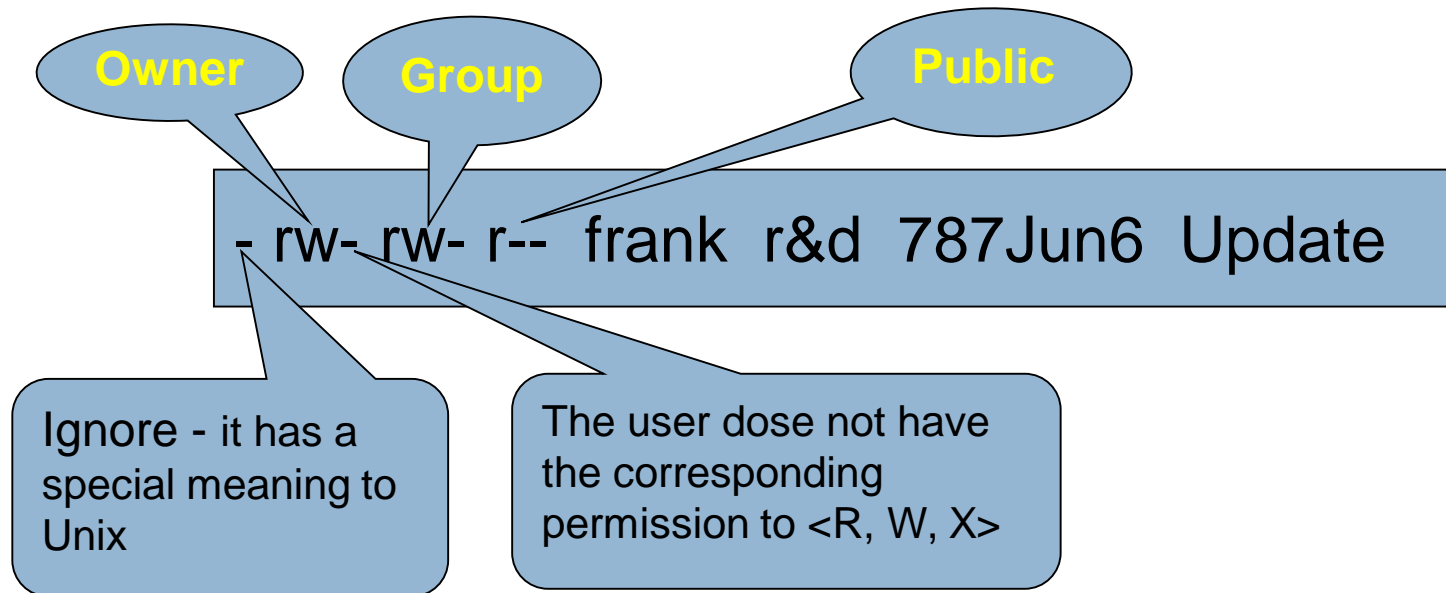 Owner
Group
Public
- rw- rw- r-- frank r&d 787Jun6 Update
Ignore - it has a
special meaning to
Unix
The user dose not have
the corresponding
permission to <R, W, X>